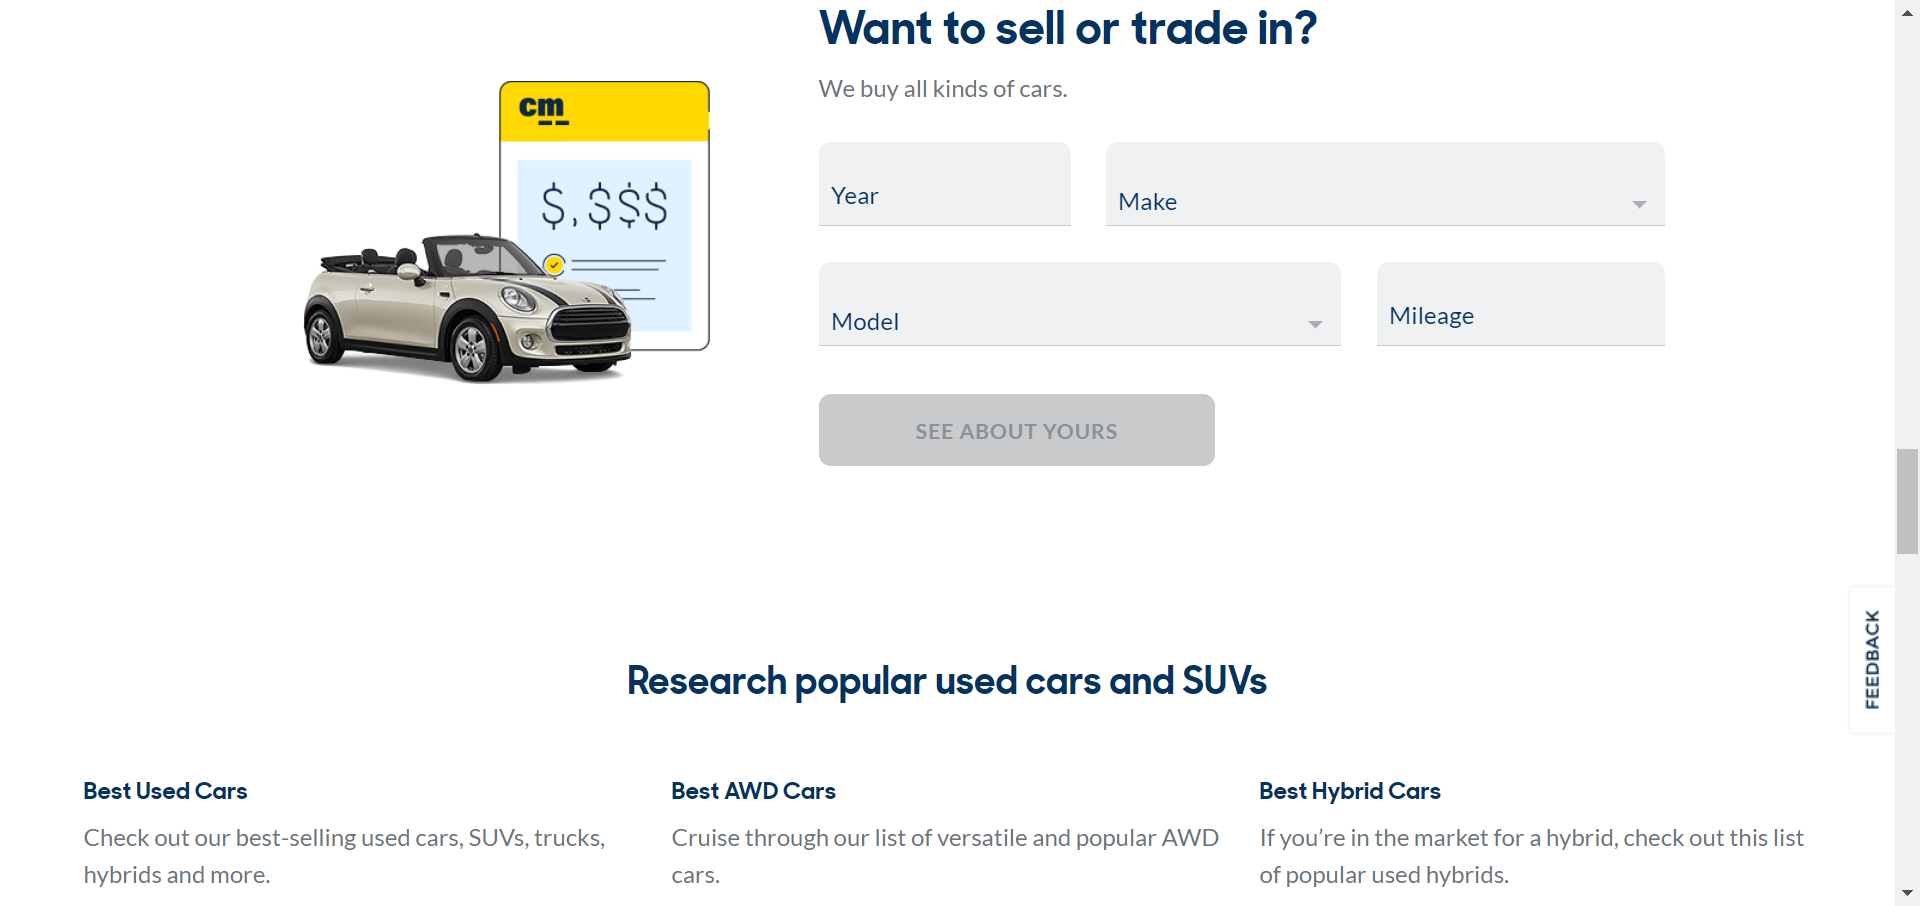 Want to sell or trade in?
We buy all kinds of cars.
cm
$,$$$
Year
Make
Model
Mileage
SEE ABOUT YOURS
FEEDBACK
Research popular used cars and SUVs
Best Used Cars
Check out our best-selling used cars, SUVs, trucks,
hybrids and more.
Best AWD Cars
Cruise through our list of versatile and popular AWD
cars.
Best Hybrid Cars
If you’re in the market for a hybrid, check out this list
of popular used hybrids.